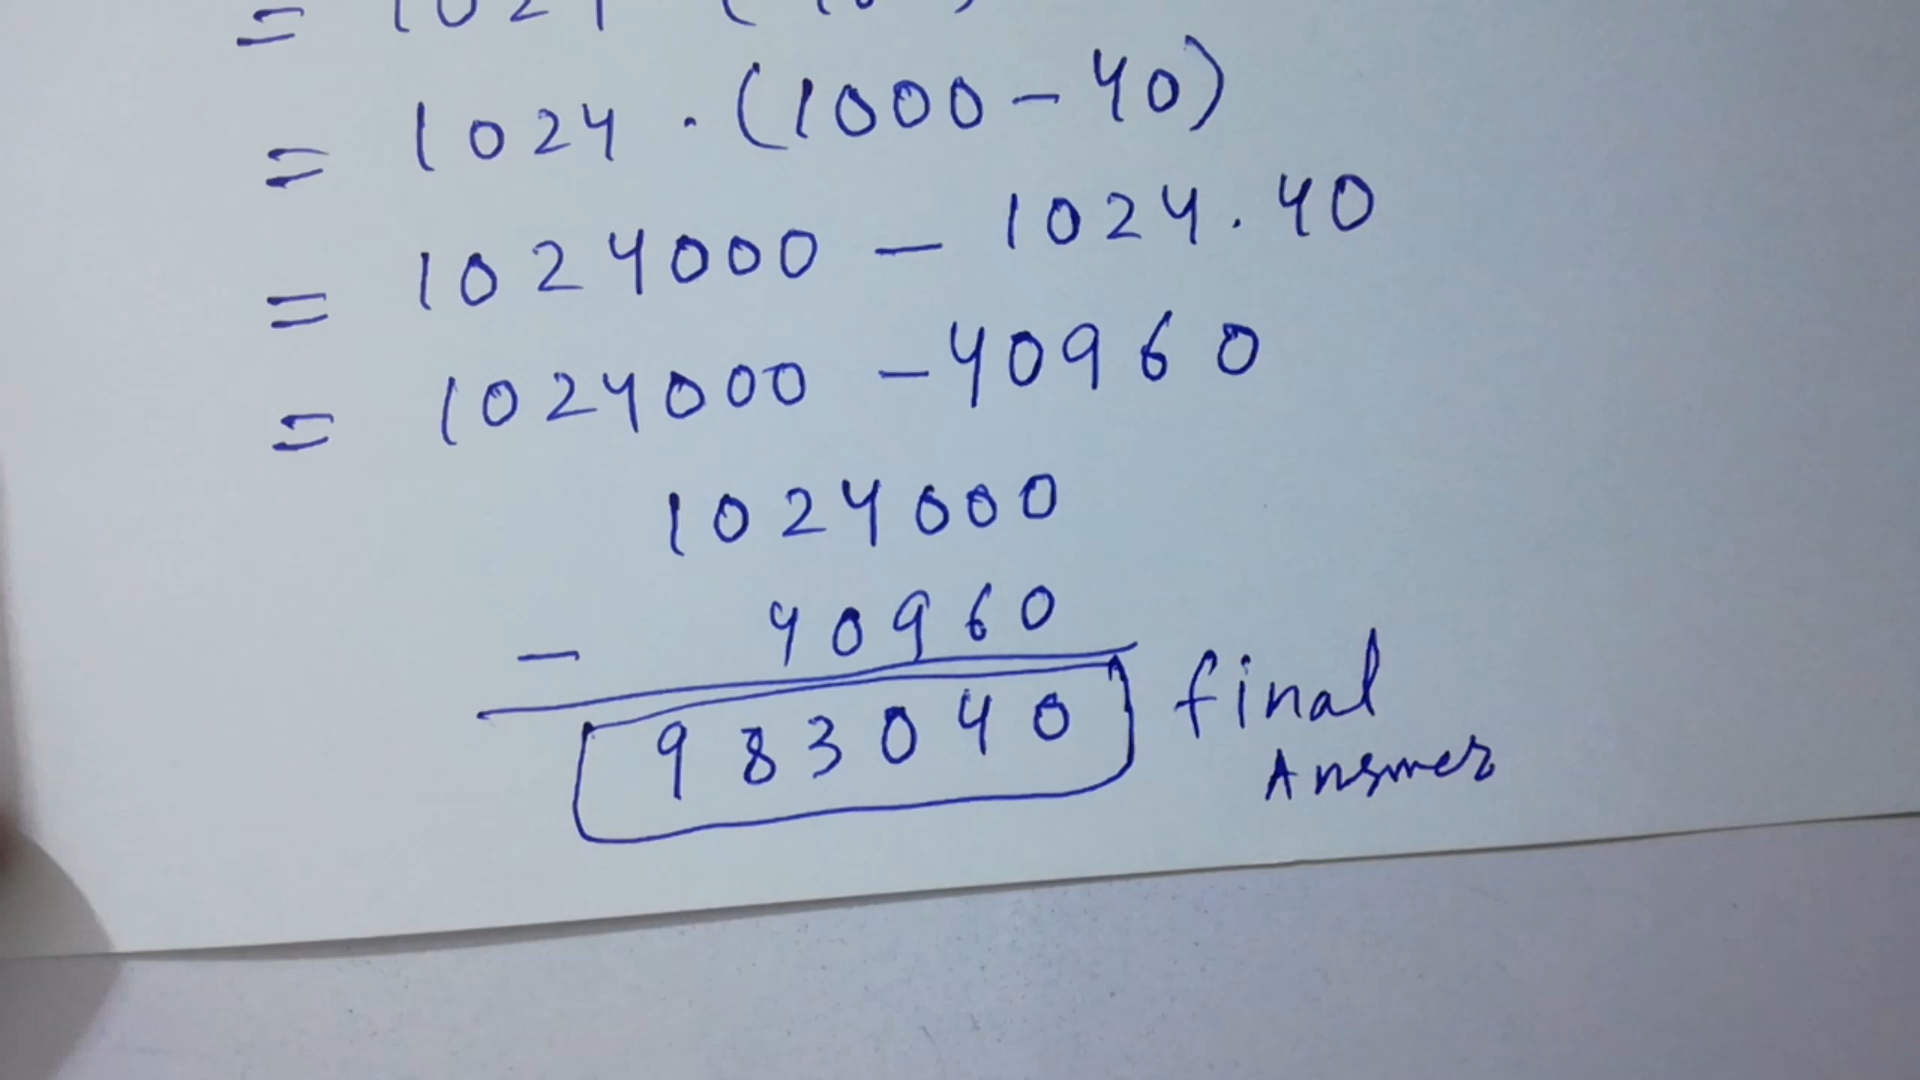 = 1024 · (1000 - 40)
= 1024000 - 1024.40
= 1024000 - 40960
1024000
- 40960
983040 final
Answer